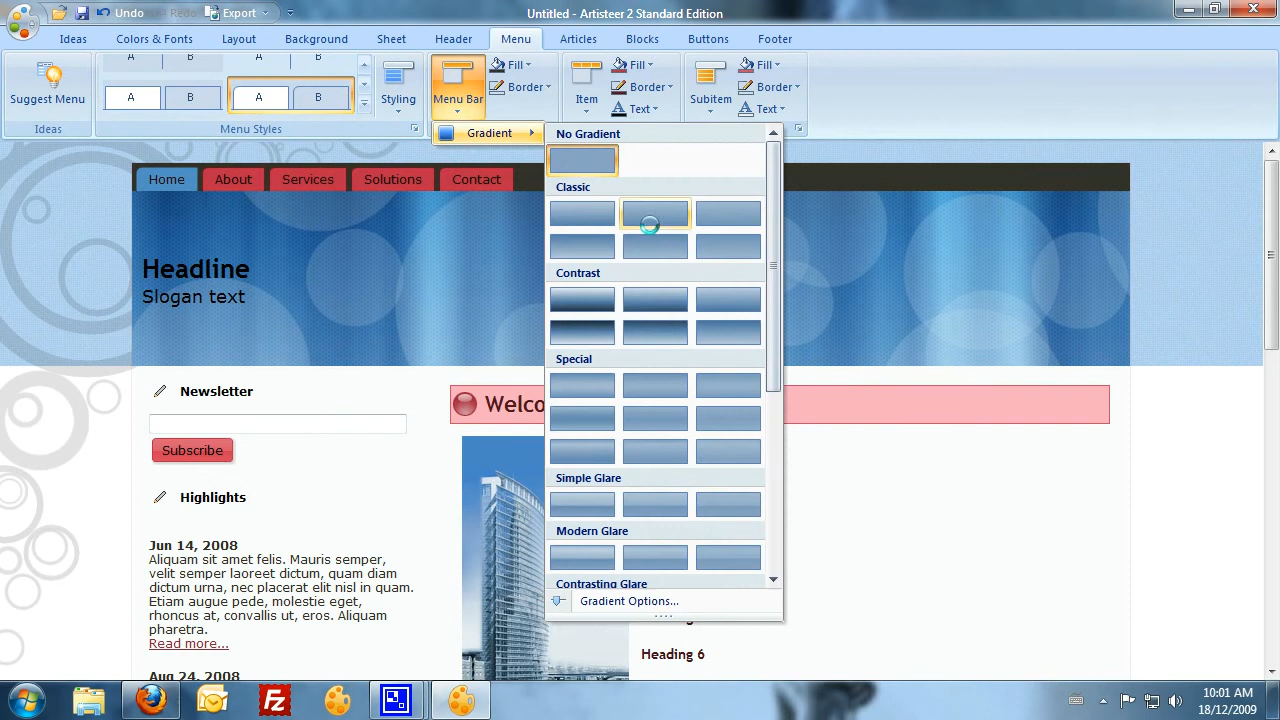 Undo Redo Export
Untitled - Artisteer 2 Standard Edition
Ideas Colors & Fonts Layout Background Sheet Header Menu Articles Blocks Buttons Footer
Suggest Menu
Ideas
A B A B
A B A B
Menu Styles
Styling
Menu Bar
Fill
Border
Item
Fill
Border
Text
Subitem
Fill
Border
Text
Gradient
No Gradient
Classic
Contrast
Special
Simple Glare
Modern Glare
Contrasting Glare
Gradient Options...
Home About Services Solutions Contact
Headline
Slogan text
Newsletter
Subscribe
Highlights
Jun 14, 2008
Aliquam sit amet felis. Mauris semper,
velit semper laoreet dictum, quam diam
dictum urna, nec placerat elit nisl in quam.
Etiam augue pede, molestie eget,
rhoncus at, convallis ut, eros. Aliquam
pharetra.
Read more...
Aug 24, 2008
Welco
Heading 6
Fz
10:01 AM
18/12/2009